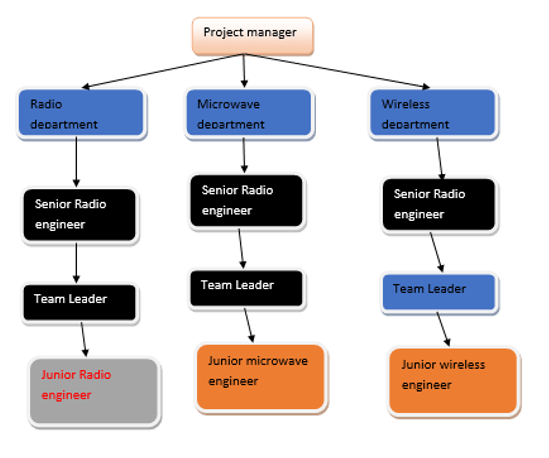 Project manager
Radio
department
Microwave
department
Wireless
department
Senior Radio
engineer
Senior Radio
engineer
Senior Radio
engineer
Team Leader
Team Leader
Team Leader
Junior Radio
engineer
Junior microwave
engineer
Junior wireless
engineer